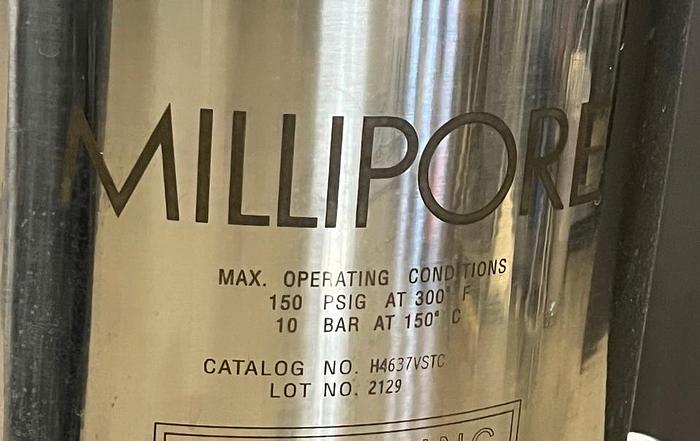 MILLIPORE
MAX. OPERATING CONDITIONS
150 PSIG AT 300° F
10 BAR AT 150° C
CATALOG NO. H4637VSTC
LOT NO. 2129